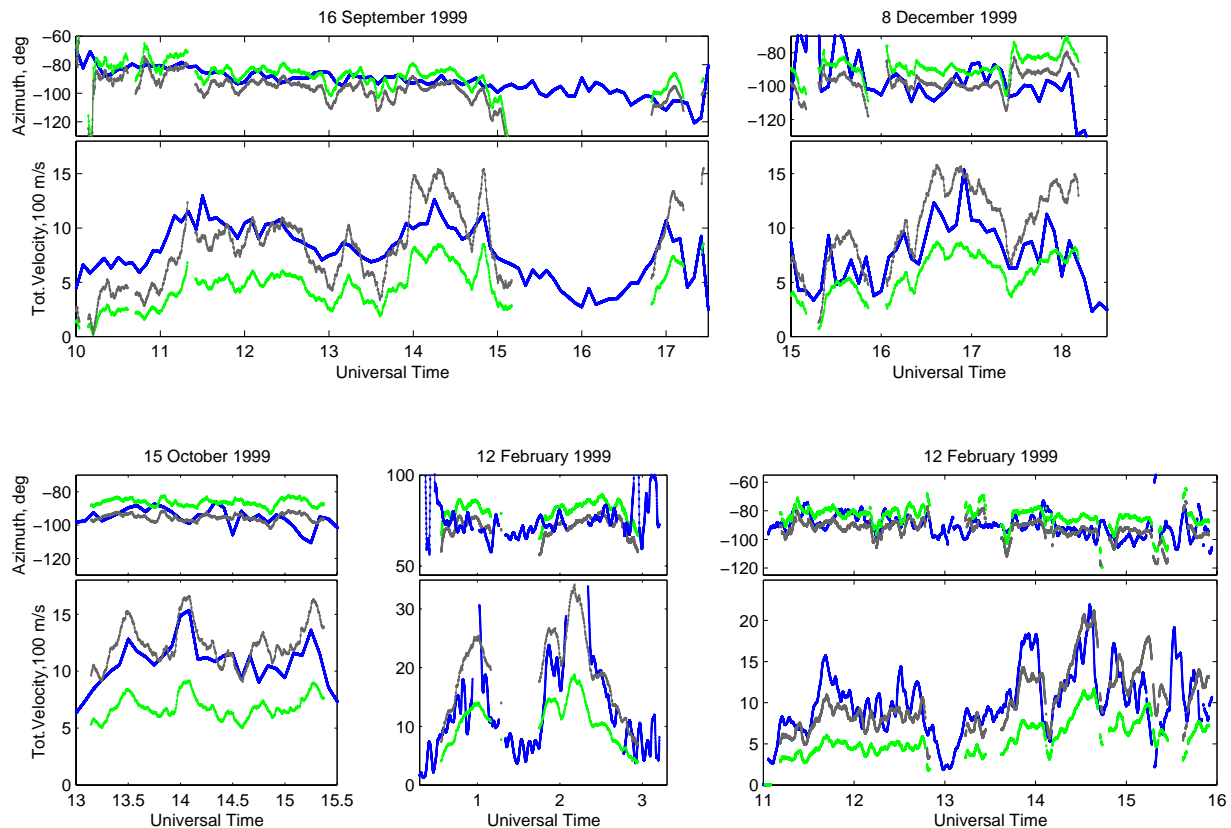 16 September 1999
8 December 1999
Azimuth, deg
−60
−80
−100
−120
−80
−100
−120
Tot.Velocity,100 m/s
15
10
5
0
15
10
5
0
10 11 12 13 14 15 16 17
15 16 17 18
Universal Time
Universal Time
15 October 1999
12 February 1999
12 February 1999
Azimuth, deg
−80
−100
−120
100
50
−60
−80
−100
−120
Tot.Velocity,100 m/s
15
10
5
0
30
20
10
0
20
15
10
5
0
13 13.5 14 14.5 15 15.5
1 2 3
11 12 13 14 15 16
Universal Time
Universal Time
Universal Time